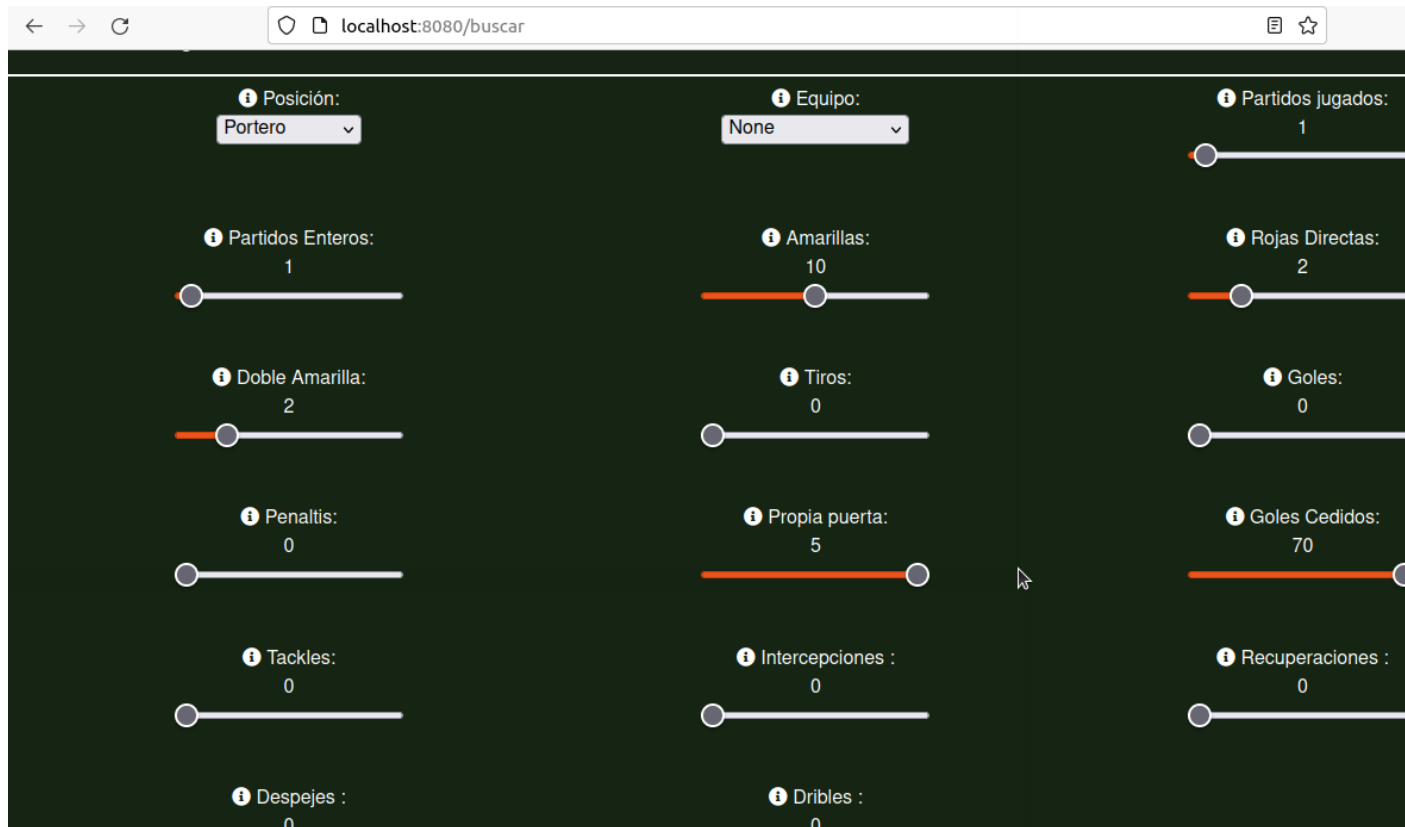 localhost:8080/buscar
Posición: Equipo: Partidos jugados:
Portero None 1
Partidos Enteros: Amarillas: Rojas Directas:
1 10 2
Doble Amarilla: Tiros: Goles:
2 0 0
Penaltis: Propia puerta: Goles Cedidos:
0 5 70
Tackles: Intercepciones : Recuperaciones :
0 0 0
Despejes : Dribles :
0 0